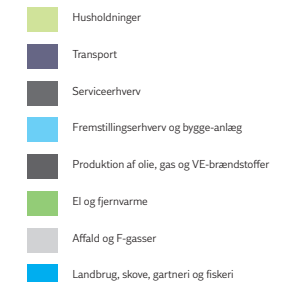 Husholdninger
Transport
Serviceerhverv
Fremstillingserhverv og bygge-anlæg
Produktion af olie, gas og VE-brændstoffer
El og fjernvarme
Affald og F-gasser
Landbrug, skove, gartneri og fiskeri